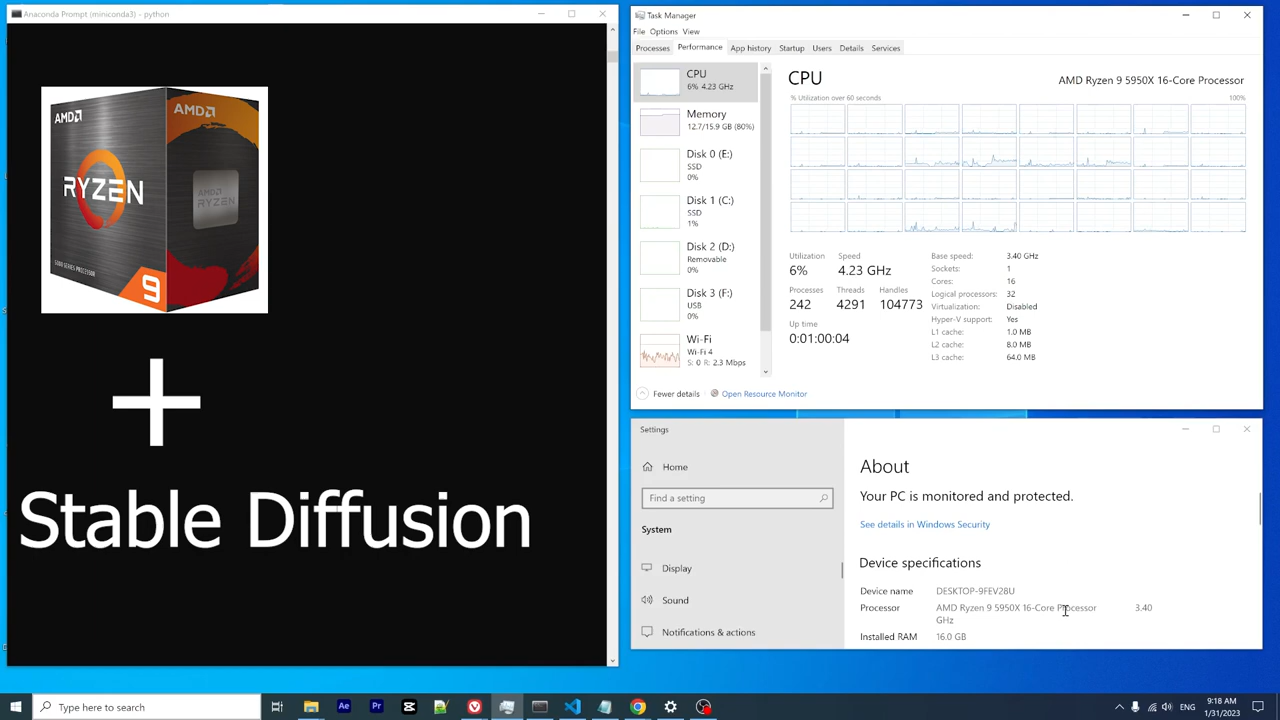 Anaconda Prompt (miniconda3) - python
AMD
AMD
RYZEN
AMD
RYZEN
9
+
Stable Diffusion
Task Manager
File Options View
Processes Performance App history Startup Users Details Services
CPU
6% 4.23 GHz
Memory
12.7/15.9 GB (80%)
Disk 0 (E:)
SSD
0%
Disk 1 (C:)
SSD
1%
Disk 2 (D:)
Removable
0%
Disk 3 (F:)
USB
0%
Wi-Fi
Wi-Fi 4
S: 0 R: 2.3 Mbps
CPU
AMD Ryzen 9 5950X 16-Core Processor
% Utilization over 60 seconds
100%
Utilization Speed
6% 4.23 GHz
Processes Threads Handles
242 4291 104773
Up time
0:01:00:04
Base speed: 3.40 GHz
Sockets: 1
Cores: 16
Logical processors: 32
Virtualization: Disabled
Hyper-V support: Yes
L1 cache: 1.0 MB
L2 cache: 8.0 MB
L3 cache: 64.0 MB
Fewer details
Open Resource Monitor
Settings
Home
Find a setting
System
Display
Sound
Notifications & actions
About
Your PC is monitored and protected.
See details in Windows Security
Device specifications
Device name DESKTOP-9FEV28U
Processor AMD Ryzen 9 5950X 16-Core Processor 3.40
GHz
Installed RAM 16.0 GB
Type here to search
Ae
Pr
ENG
9:18 AM
1/31/2023